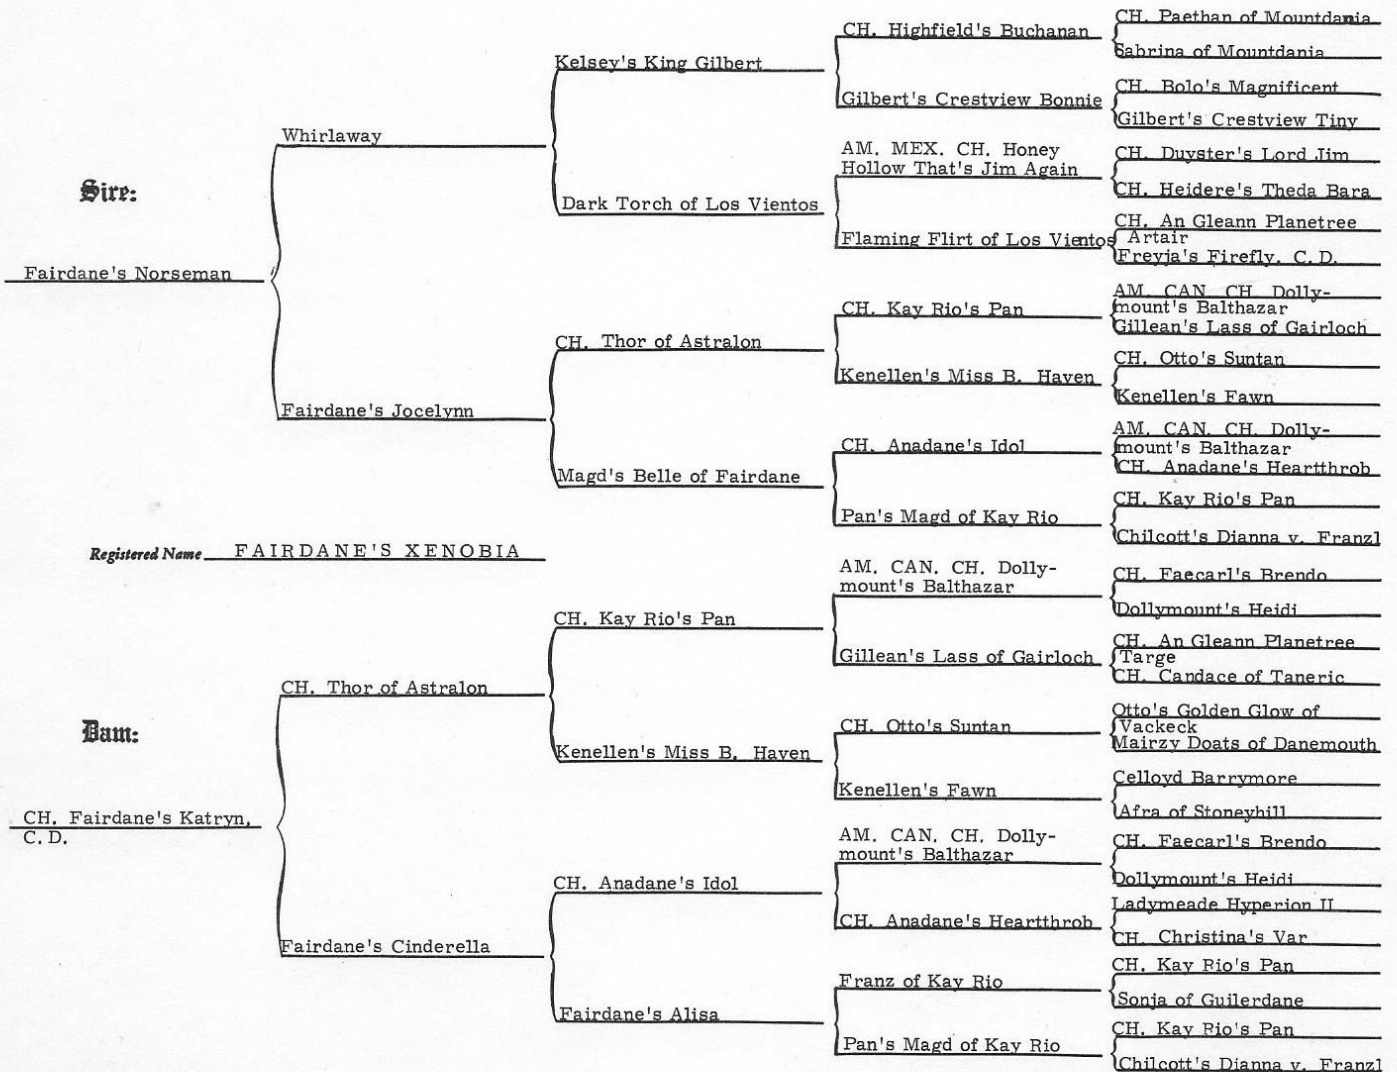 Sire:
Fairdane's Norseman
Whirlaway
Kelsey's King Gilbert
CH. Highfield's Buchanan
CH. Paethan of Mountdania
Sabrina of Mountdania
Gilbert's Crestview Bonnie
CH. Bolo's Magnificent
Gilbert's Crestview Tiny
Dark Torch of Los Vientos
AM. MEX. CH. Honey
Hollow That's Jim Again
CH. Duyster's Lord Jim
CH. Heidere's Theda Bara
Flaming Flirt of Los Vientos
CH. An Gleann Planetree
Artair
Freyja's Firefly, C.D.
Fairdane's Jocelynn
CH. Thor of Astralon
CH. Kay Rio's Pan
AM. CAN. CH. Dolly-
mount's Balthazar
Gillean's Lass of Gairloch
Kenellen's Miss B. Haven
CH. Otto's Suntan
Kenellen's Fawn
Magd's Belle of Fairdane
CH. Anadane's Idol
AM. CAN. CH. Dolly-
mount's Balthazar
CH. Anadane's Heartthrob
Pan's Magd of Kay Rio
CH. Kay Rio's Pan
Chilcott's Dianna v. Franzl
Registered Name FAIRDANE'S XENOBIA
Dam:
CH. Fairdane's Katryn,
C.D.
CH. Thor of Astralon
CH. Kay Rio's Pan
AM. CAN. CH. Dolly-
mount's Balthazar
CH. Faecarl's Brendo
Dollymount's Heidi
Gillean's Lass of Gairloch
CH. An Gleann Planetree
Targe
CH. Candace of Taneric
Kenellen's Miss B. Haven
CH. Otto's Suntan
Otto's Golden Glow of
Vackeck
Mairzy Doats of Danemouth
Kenellen's Fawn
Celloyd Barrymore
Afra of Stoneyhill
Fairdane's Cinderella
CH. Anadane's Idol
AM. CAN. CH. Dolly-
mount's Balthazar
CH. Faecarl's Brendo
Dollymount's Heidi
CH. Anadane's Heartthrob
Ladymeade Hyperion II
CH. Christina's Var
Fairdane's Alisa
Franz of Kay Rio
CH. Kay Rio's Pan
Sonja of Guilerdane
Pan's Magd of Kay Rio
CH. Kay Rio's Pan
Chilcott's Dianna v. Franzl